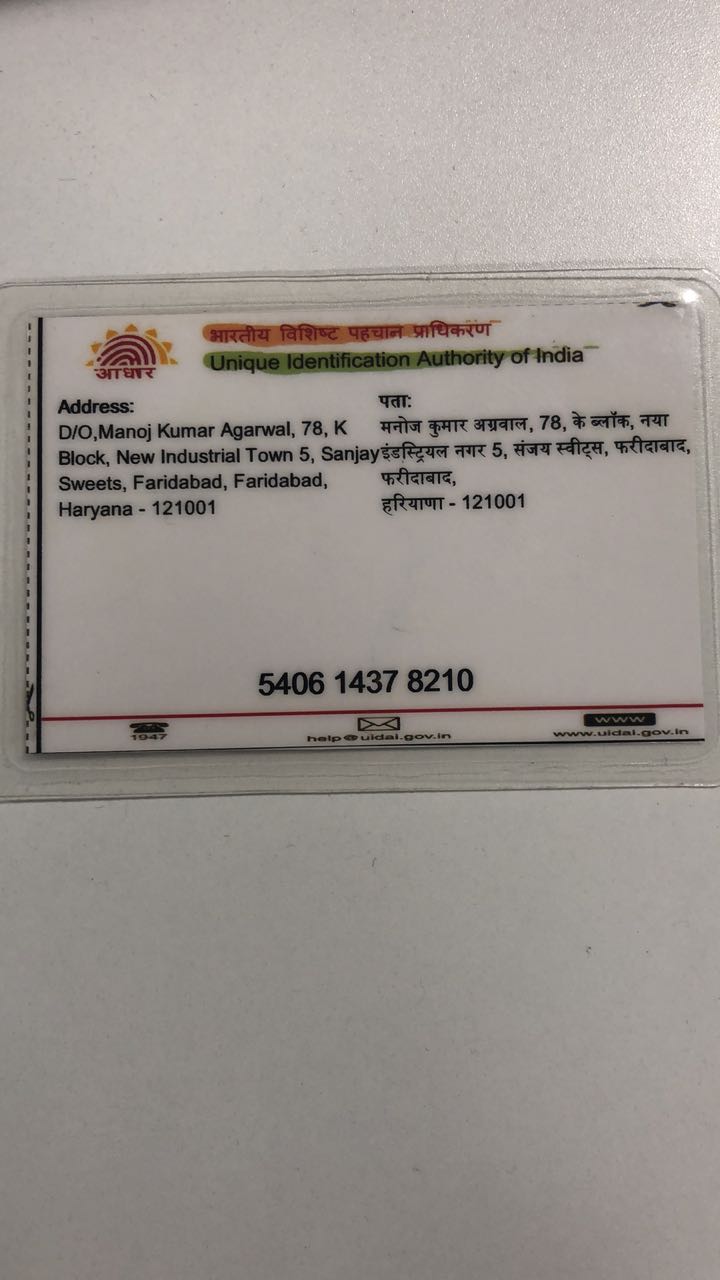 भारतीय विशिष्ट पहचान प्राधिकरण
Unique Identification Authority of India
आधार
Address:
D/O,Manoj Kumar Agarwal, 78, K
Block, New Industrial Town 5, Sanjay
Sweets, Faridabad, Faridabad,
Haryana - 121001
पता:
मनोज कुमार अग्रवाल, 78, के ब्लॉक, नया
इंडस्ट्रियल नगर 5, संजय स्वीट्स, फरीदाबाद,
फरीदाबाद,
हरियाणा - 121001
5406 1437 8210
1947
help@uidai.gov.in
WWW
www.uidai.gov.in